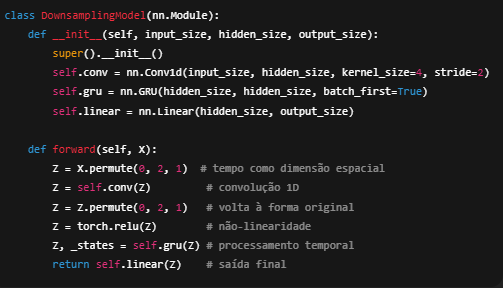 class DownsamplingModel(nn.Module):
    def __init__(self, input_size, hidden_size, output_size):
        super().__init__()
        self.conv = nn.Conv1d(input_size, hidden_size, kernel_size=4, stride=2)
        self.gru = nn.GRU(hidden_size, hidden_size, batch_first=True)
        self.linear = nn.Linear(hidden_size, output_size)

    def forward(self, X):
        Z = X.permute(0, 2, 1)  # tempo como dimensão espacial
        Z = self.conv(Z)        # convolução 1D
        Z = Z.permute(0, 2, 1)  # volta à forma original
        Z = torch.relu(Z)       # não-linearidade
        Z, _states = self.gru(Z) # processamento temporal
        return self.linear(Z)   # saída final